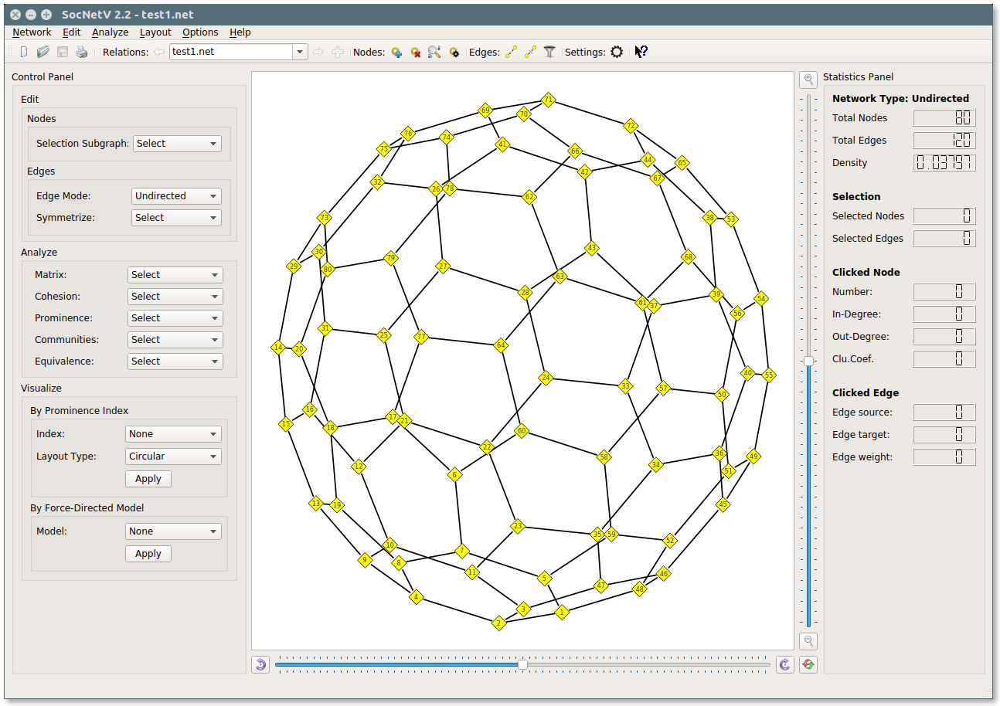 SocNetV 2.2 - test1.net
Network Edit Analyze Layout Options Help
Relations: test1.net Nodes: Edges: Settings:
Control Panel
Edit
Nodes
Selection Subgraph: Select
Edges
Edge Mode: Undirected
Symmetrize: Select
Analyze
Matrix: Select
Cohesion: Select
Prominence: Select
Communities: Select
Equivalence: Select
Visualize
By Prominence Index
Index: None
Layout Type: Circular
Apply
By Force-Directed Model
Model: None
Apply
71
69
70
72
76
74
75
41
66
44
65
42
67
32
26
78
62
73
38
53
43
30
68
79
29
80
27
63
28
39
54
61
37
56
31
25
77
64
14
20
40
55
24
33
57
50
16
17
21
15
18
60
22
36
58
49
12
34
51
6
13
19
45
23
35
59
52
10
7
9
8
11
46
5
47
48
4
3
1
2
Statistics Panel
Network Type: Undirected
Total Nodes 80
Total Edges 120
Density 0.03797
Selection
Selected Nodes 0
Selected Edges 0
Clicked Node
Number: 0
In-Degree: 0
Out-Degree: 0
Clu.Coef. 0
Clicked Edge
Edge source: 0
Edge target: 0
Edge weight: 0